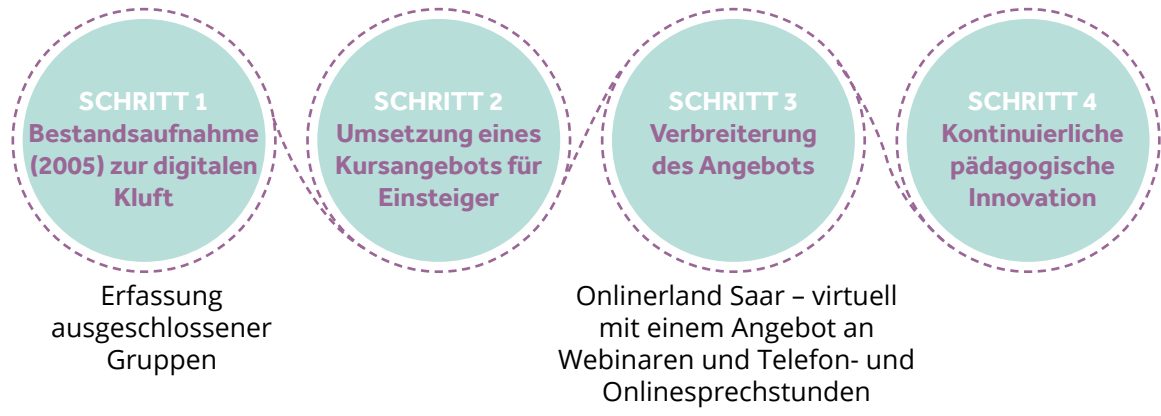 SCHRITT 1
Bestandsaufnahme
(2005) zur digitalen
Kluft
Erfassung
ausgeschlossener
Gruppen
SCHRITT 2
Umsetzung eines
Kursangebots für
Einsteiger
SCHRITT 3
Verbreiterung
des Angebots
Onlinerland Saar – virtuell
mit einem Angebot an
Webinaren und Telefon- und
Onlinesprechstunden
SCHRITT 4
Kontinuierliche
pädagogische
Innovation